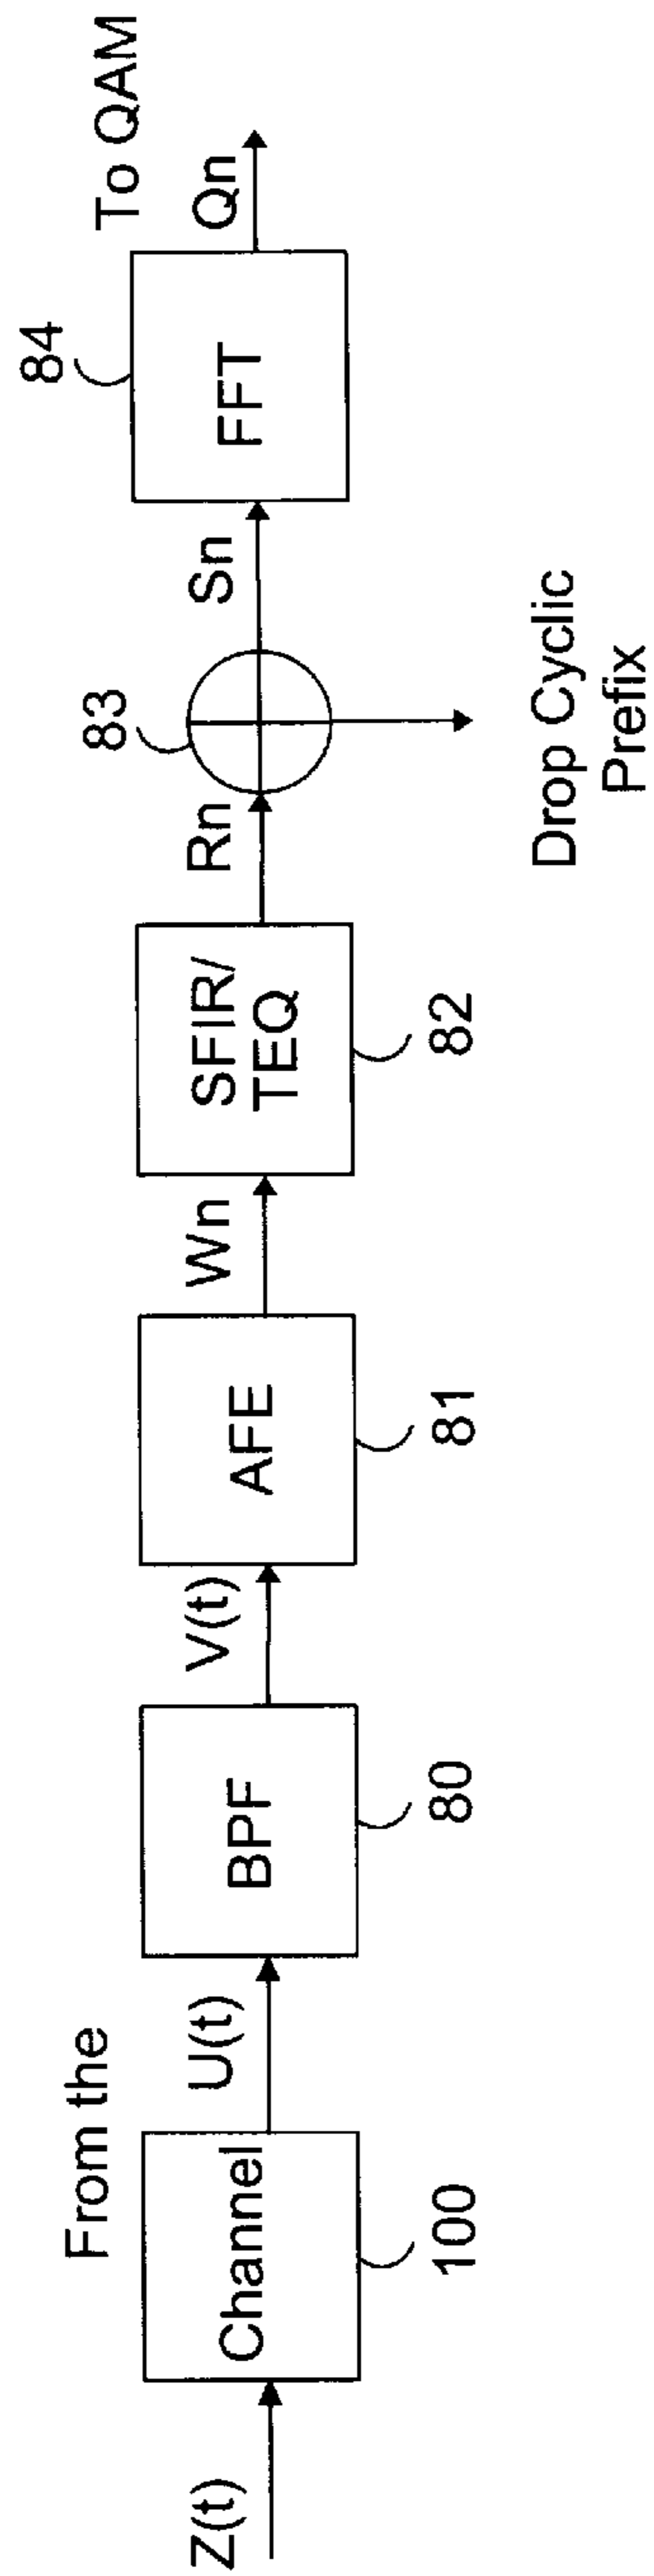 From the
Z(t)
Channel
100
U(t)
BPF
80
V(t)
AFE
81
Wn
SFIR/
TEQ
82
Rn
83
Drop Cyclic
Prefix
Sn
FFT
84
Qn
To QAM